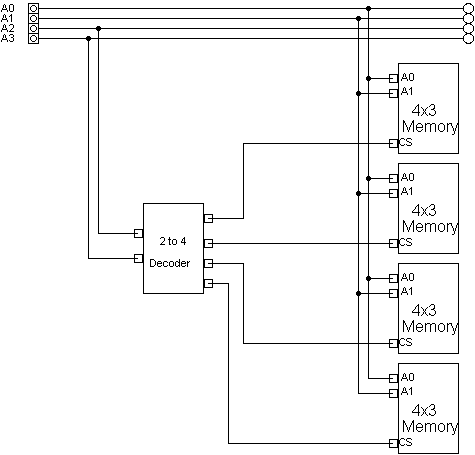 A0
A1
A2
A3
A0
A1
4x3
Memory
CS
A0
A1
4x3
Memory
CS
2 to 4
Decoder
A0
A1
4x3
Memory
CS
A0
A1
4x3
Memory
CS